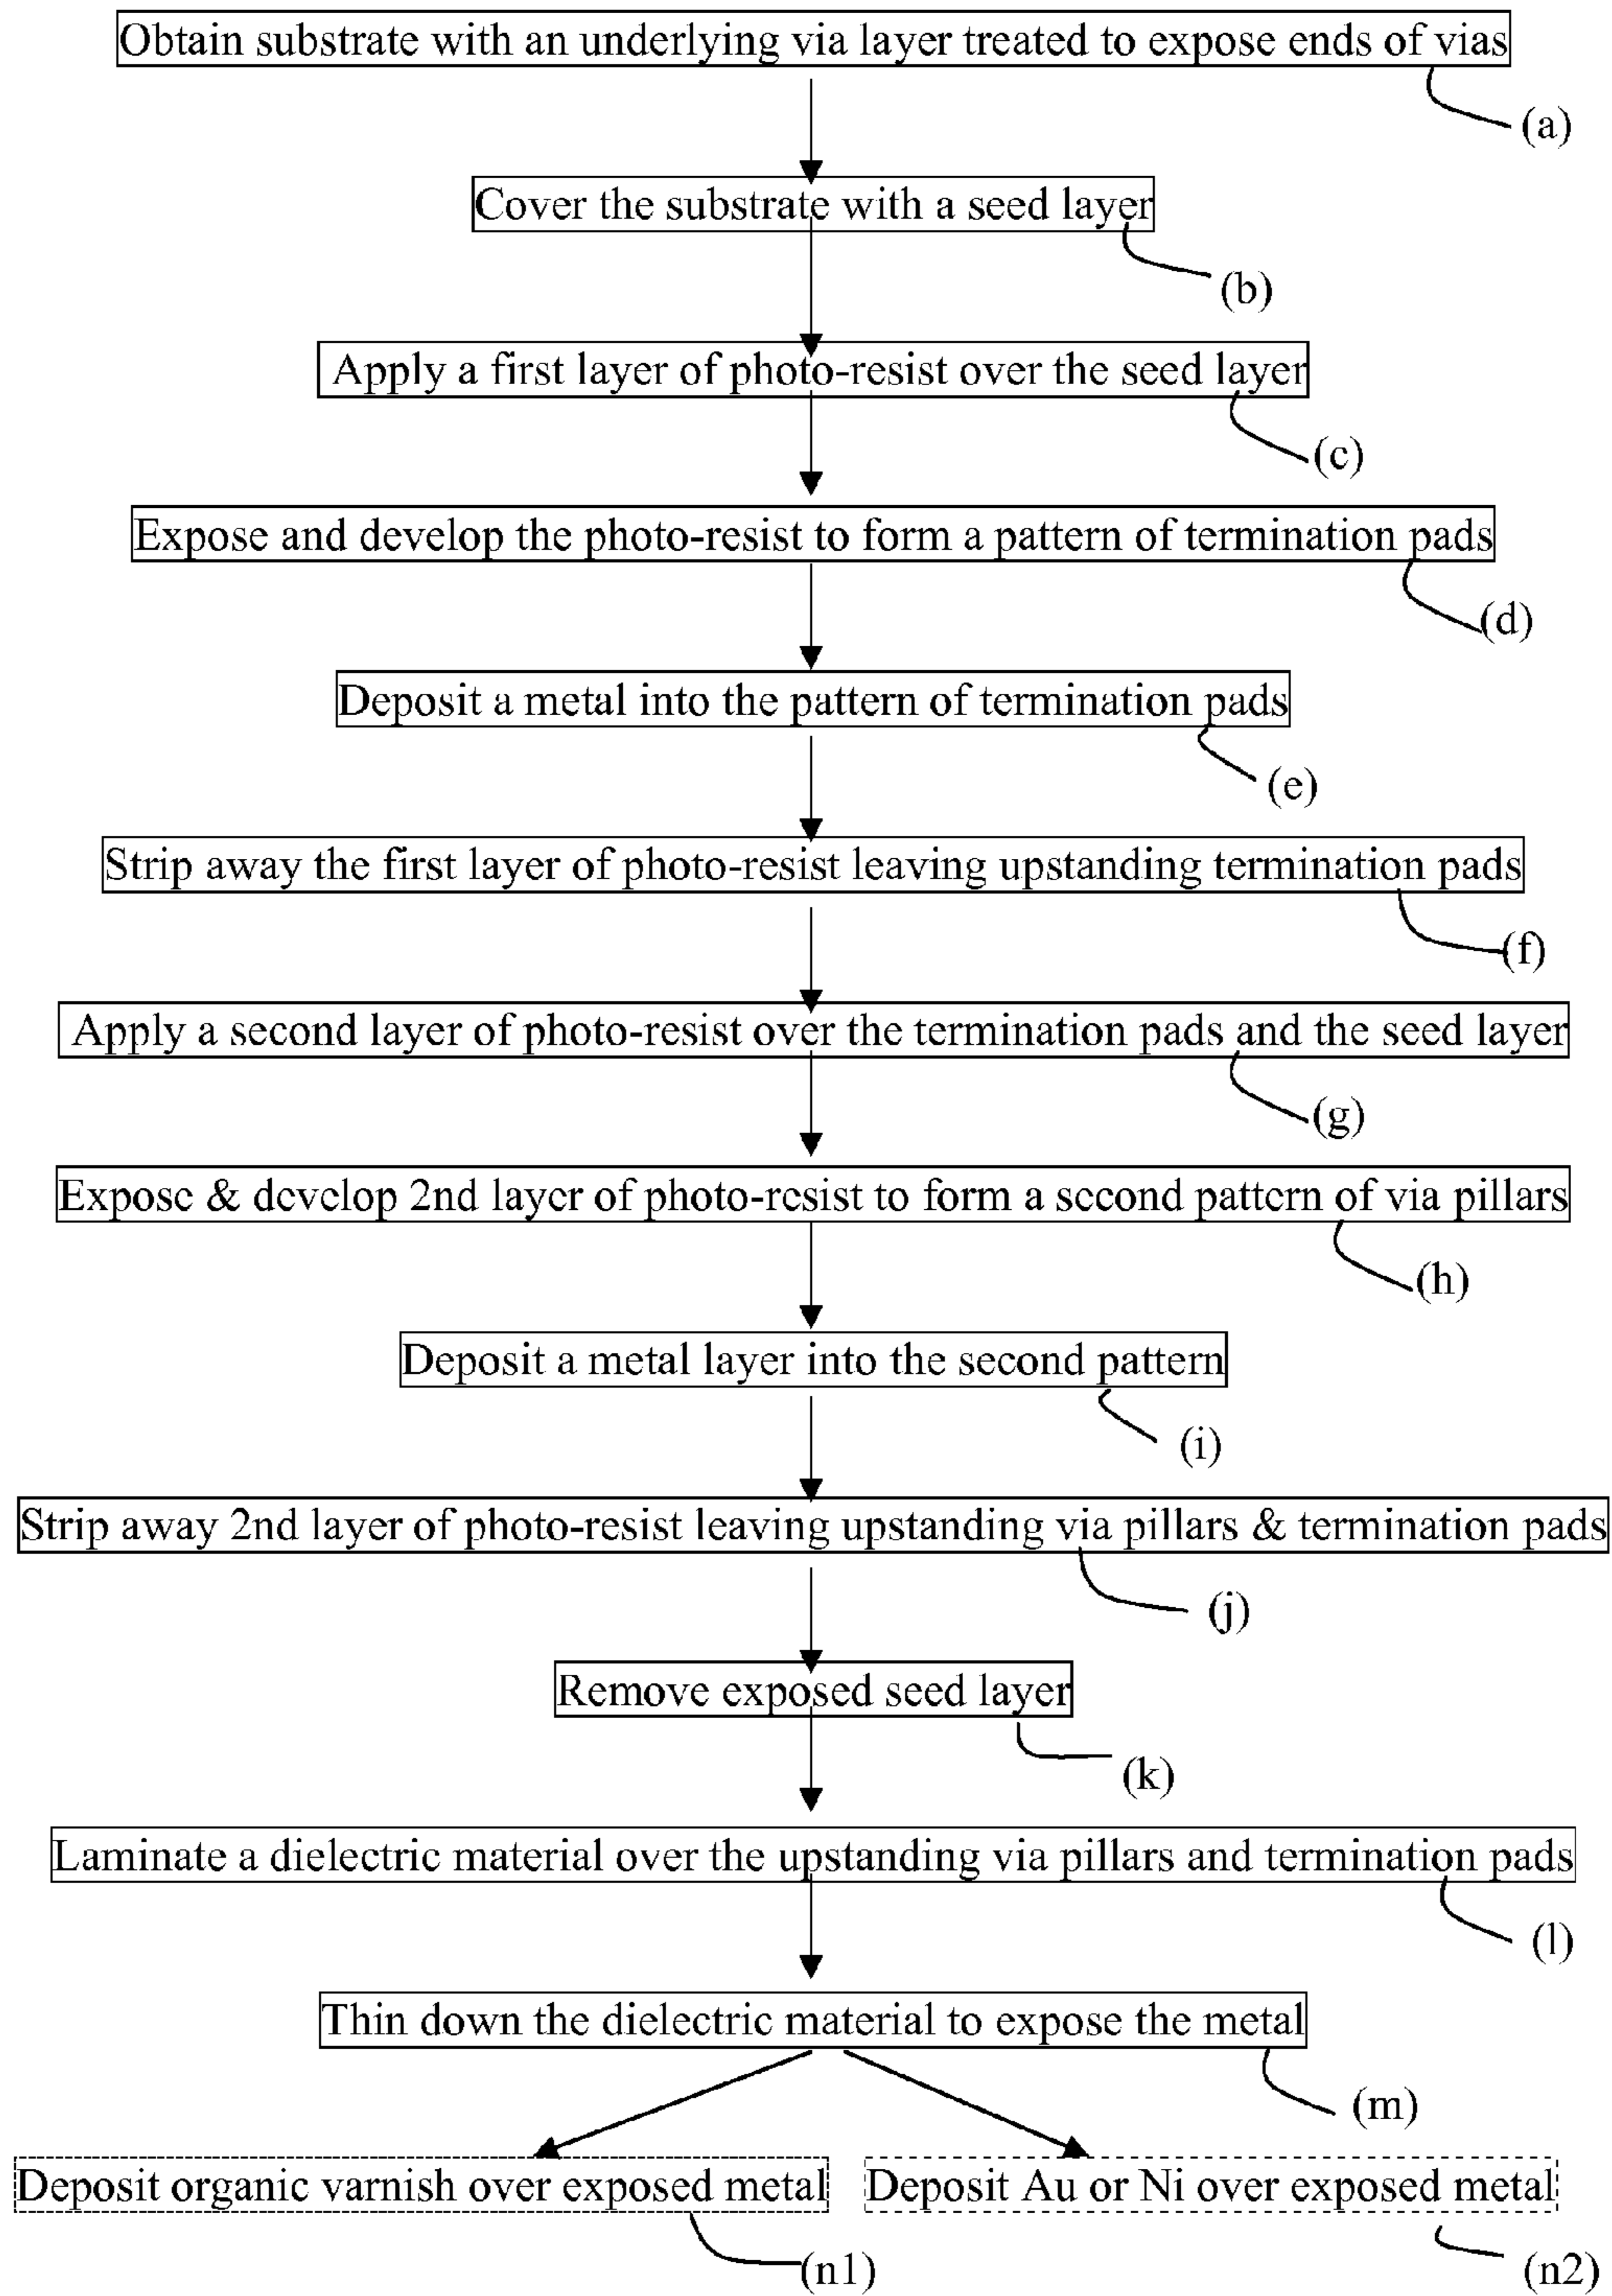 Obtain substrate with an underlying via layer treated to expose ends of vias
(a)
Cover the substrate with a seed layer
(b)
Apply a first layer of photo-resist over the seed layer
(c)
Expose and develop the photo-resist to form a pattern of termination pads
(d)
Deposit a metal into the pattern of termination pads
(e)
Strip away the first layer of photo-resist leaving upstanding termination pads
(f)
Apply a second layer of photo-resist over the termination pads and the seed layer
(g)
Expose & develop 2nd layer of photo-resist to form a second pattern of via pillars
(h)
Deposit a metal layer into the second pattern
(i)
Strip away 2nd layer of photo-resist leaving upstanding via pillars & termination pads
(j)
Remove exposed seed layer
(k)
Laminate a dielectric material over the upstanding via pillars and termination pads
(l)
Thin down the dielectric material to expose the metal
(m)
Deposit organic varnish over exposed metal
Deposit Au or Ni over exposed metal
(n1)
(n2)